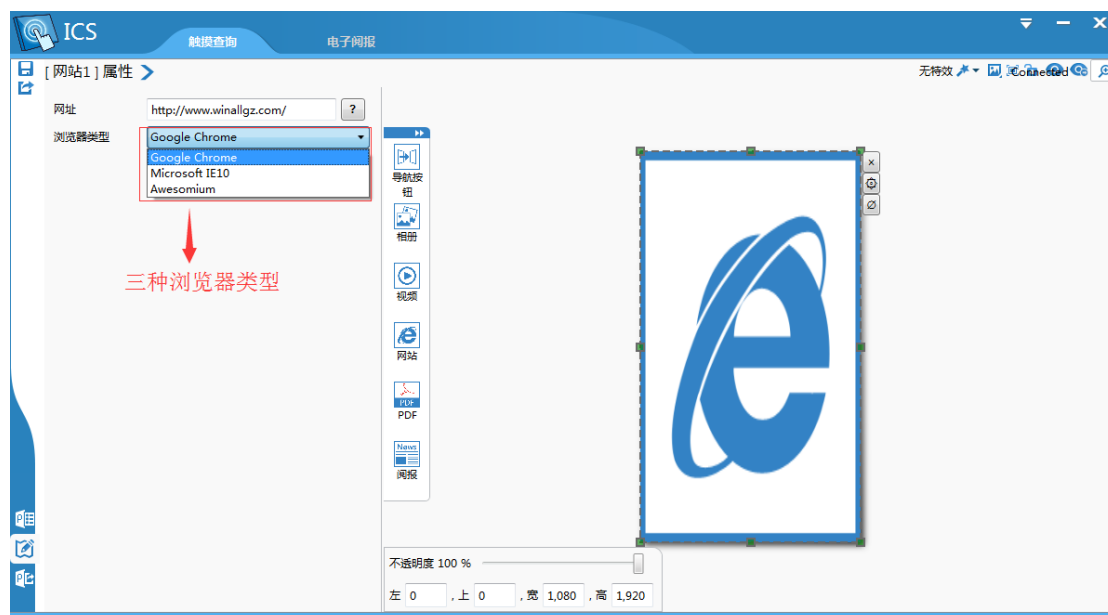 ICS
触摸查询
电子阅报
[ 网站1 ] 属性
无特效
Connected
网址
http://www.winallgz.com/
?
浏览器类型
Google Chrome
Google Chrome
Microsoft IE10
Awesomium
三种浏览器类型
导航按
钮
相册
视频
网站
PDF
PDF
News
阅报
不透明度 100 %
左 0 , 上 0 , 宽 1,080 , 高 1,920